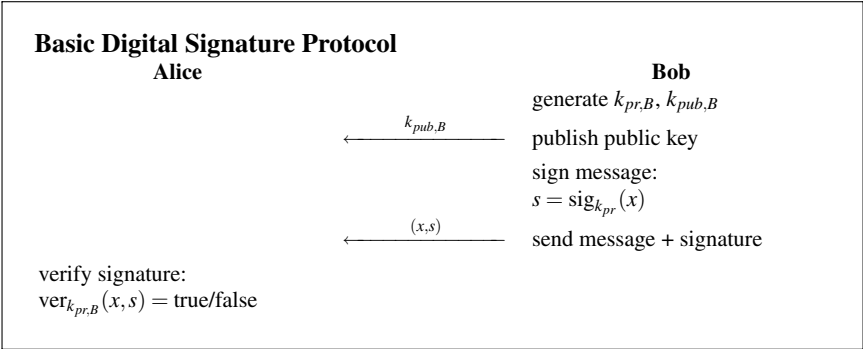 Basic Digital Signature Protocol
Alice Bob
generate k_{pr,B}, k_{pub,B}
k_{pub,B}
← publish public key
sign message:
s = sig_{k_{pr}}(x)
(x,s)
← send message + signature
verify signature:
ver_{k_{pr,B}}(x,s) = true/false